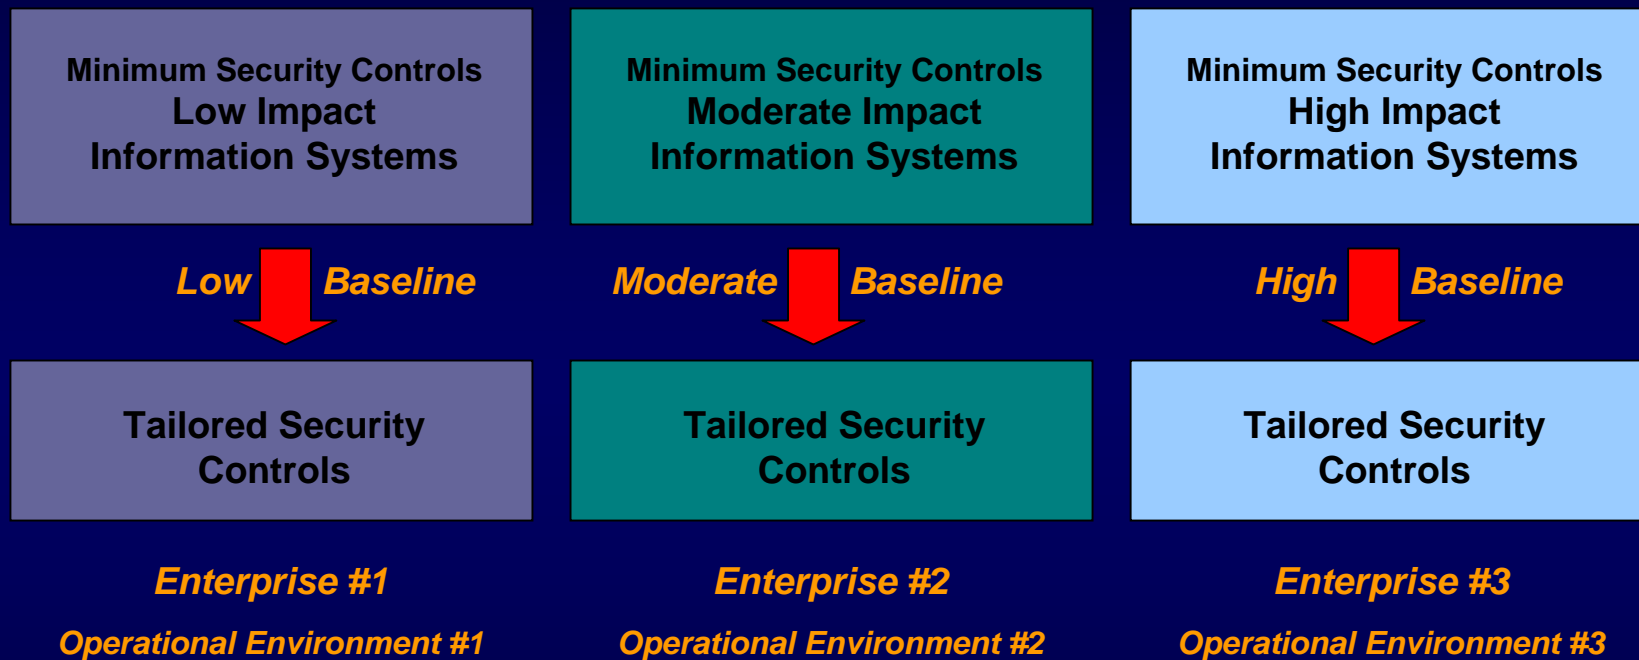 Minimum Security Controls
Low Impact
Information Systems
Minimum Security Controls
Moderate Impact
Information Systems
Minimum Security Controls
High Impact
Information Systems
Low Baseline
Moderate Baseline
High Baseline
Tailored Security
Controls
Tailored Security
Controls
Tailored Security
Controls
Enterprise #1
Enterprise #2
Enterprise #3
Operational Environment #1
Operational Environment #2
Operational Environment #3